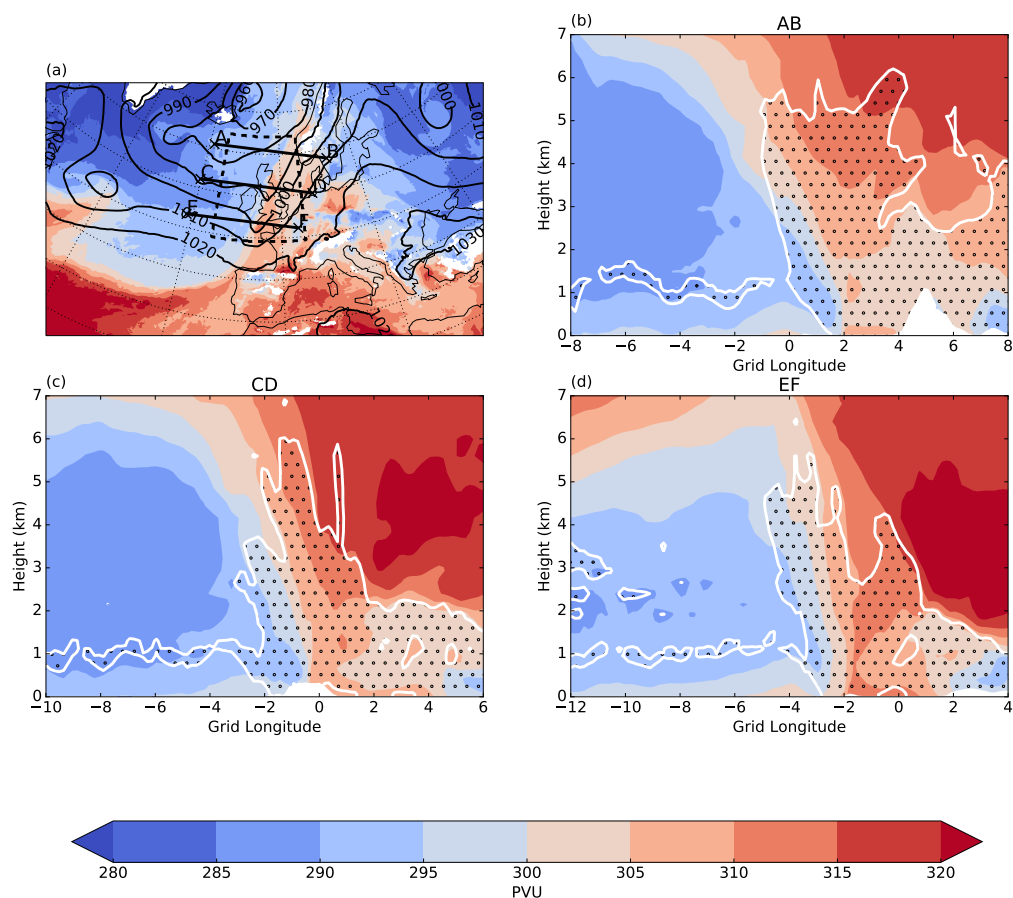 (a)
990
960
970
980
000
1010
1020
A
B
C
D
1000
E
F
1010
1020
1030
(b)
AB
7
6
5
4
3
2
1
0
Height (km)
−8 −6 −4 −2 0 2 4 6 8
Grid Longitude
(c)
CD
7
6
5
4
3
2
1
0
Height (km)
−10 −8 −6 −4 −2 0 2 4 6
Grid Longitude
(d)
EF
7
6
5
4
3
2
1
0
Height (km)
−12 −10 −8 −6 −4 −2 0 2 4
Grid Longitude
280 285 290 295 300 305 310 315 320
PVU